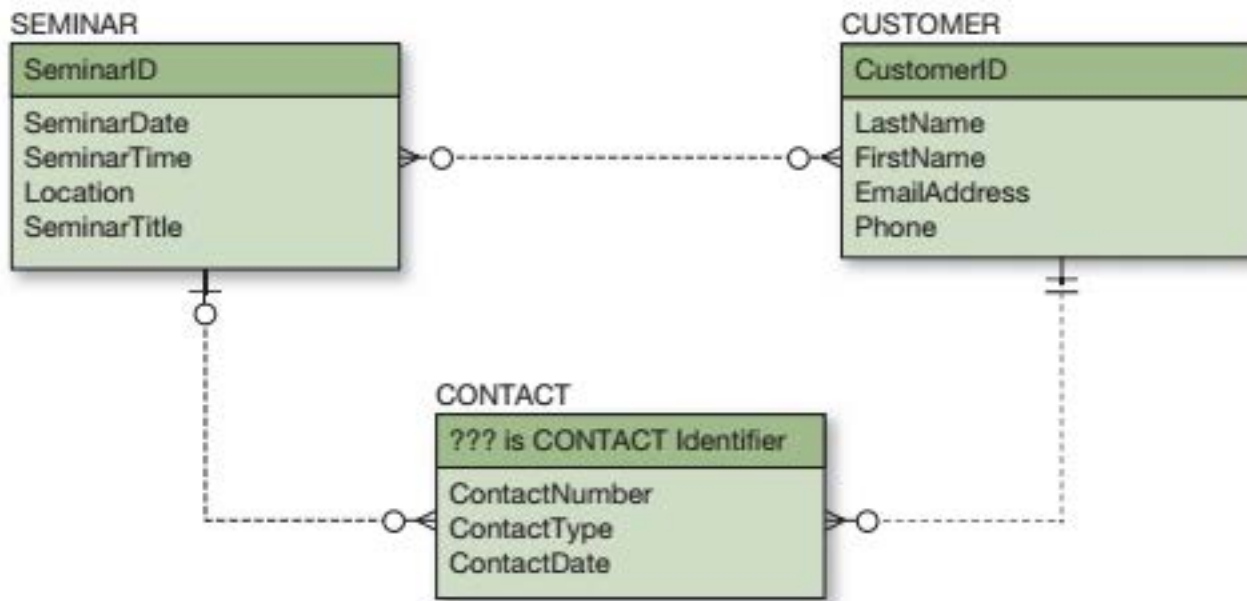 SEMINAR
SeminarID
SeminarDate
SeminarTime
Location
SeminarTitle
CUSTOMER
CustomerID
LastName
FirstName
EmailAddress
Phone
CONTACT
??? is CONTACT Identifier
ContactNumber
ContactType
ContactDate